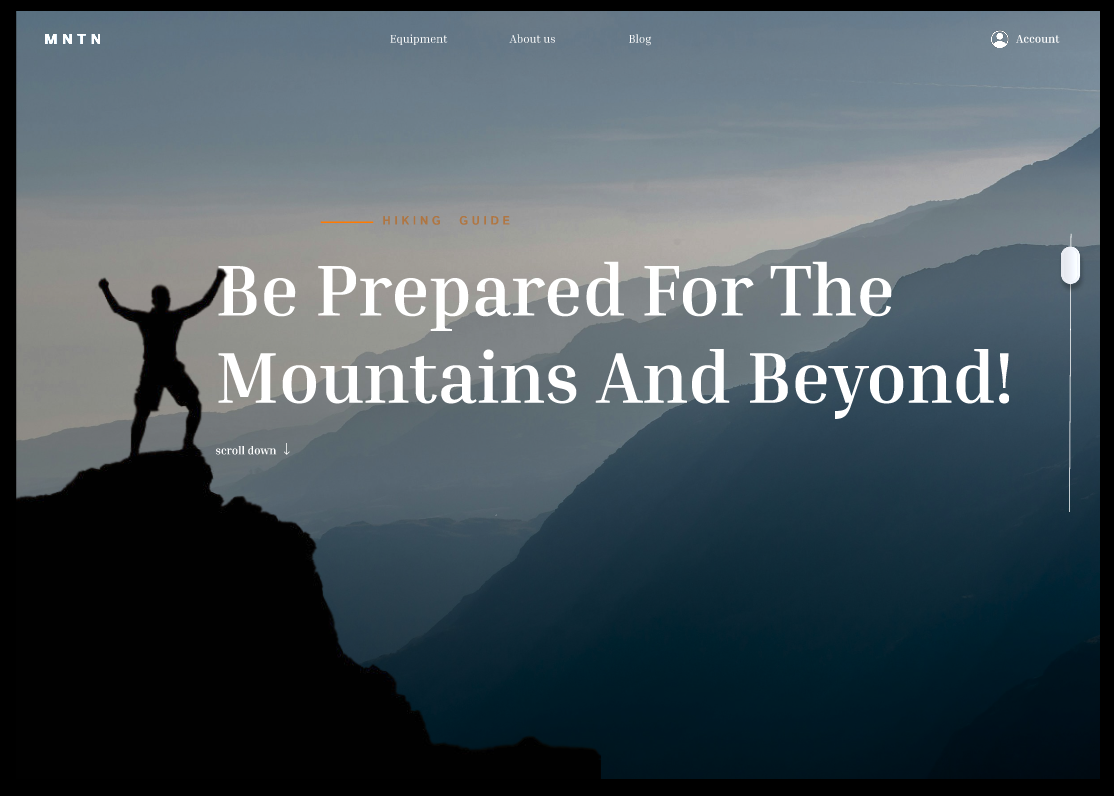 MNTN
Equipment
About us
Blog
Account
HIKING GUIDE
Be Prepared For The
Mountains And Beyond!
scroll down ↓